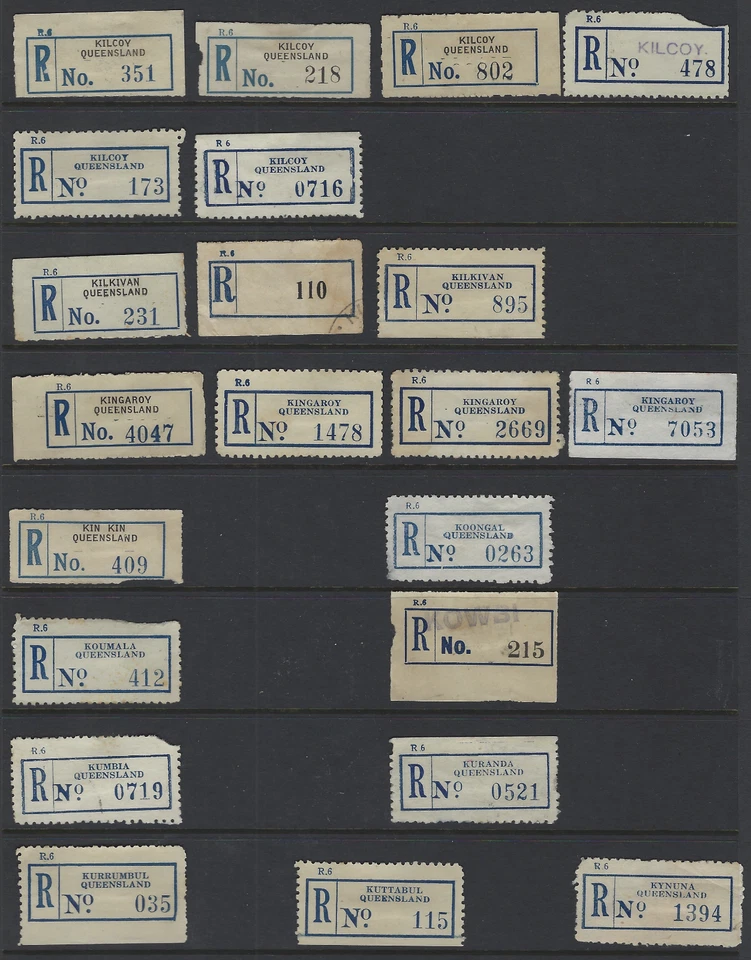 R.6
KILCOY
QUEENSLAND
R No. 351
R.6
KILCOY
QUEENSLAND
R No. 218
R.6
KILCOY
QUEENSLAND
R No. 802
R.6
KILCOY.
R No 478
R.6
KILCOY
QUEENSLAND
R No 173
R 6
KILCOY
QUEENSLAND
R No 0716
R.6
KILKIVAN
QUEENSLAND
R No. 231
R.6
R 110
R.6
KILKIVAN
QUEENSLAND
R No 895
R.6
KINGAROY
QUEENSLAND
R No. 4047
R.6
KINGAROY
QUEENSLAND
R No 1478
R.6
KINGAROY
QUEENSLAND
R No 2669
R 6
KINGAROY
QUEENSLAND
R No 7053
R.6
KIN KIN
QUEENSLAND
R No. 409
R.6
KOONGAL
QUEENSLAND
R No 0263
R.6
KOUMALA
QUEENSLAND
R No 412
R.6
KOWBI
R No. 215
R.6
KUMBIA
QUEENSLAND
R No 0719
R.6
KURANDA
QUEENSLAND
R No 0521
R.6
KURRUMBUL
QUEENSLAND
R No 035
R.6
KUTTABUL
QUEENSLAND
R No 115
R.6
KYNUNA
QUEENSLAND
R No 1394